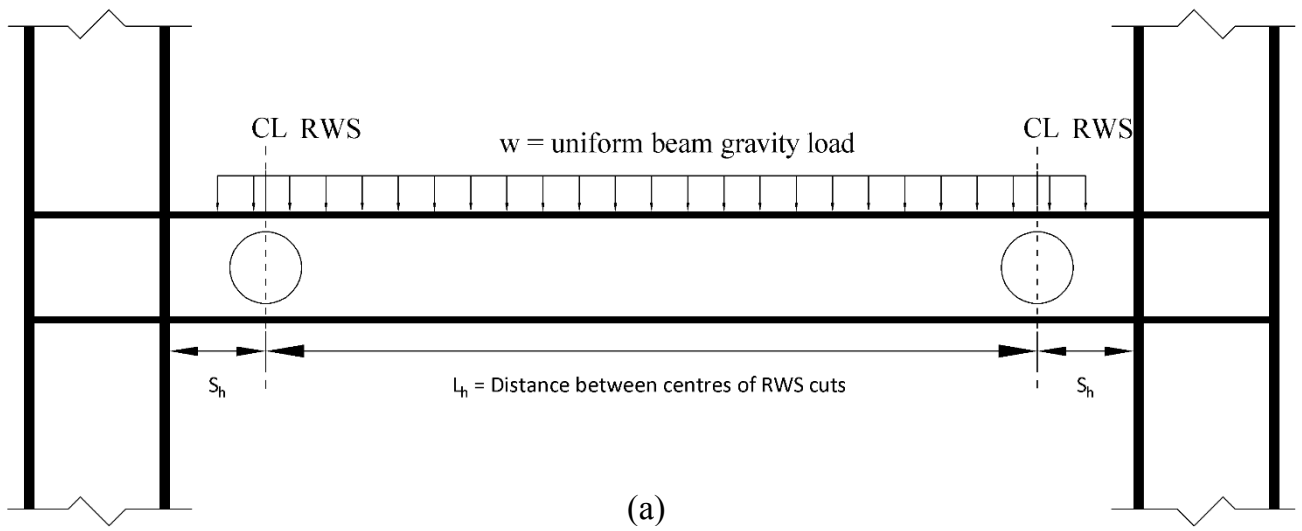 CL RWS
CL RWS
w = uniform beam gravity load
Sh
Lh = Distance between centres of RWS cuts
Sh
(a)